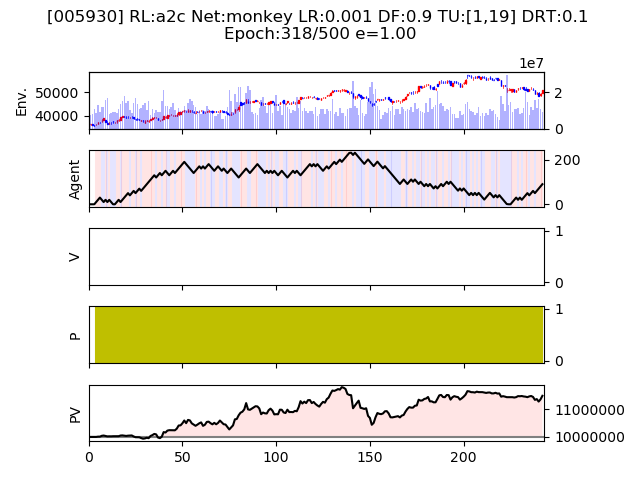 [005930] RL:a2c Net:monkey LR:0.001 DF:0.9 TU:[1,19] DRT:0.1
Epoch:318/500 e=1.00
1e7
Env.
50000
40000
2
0
Agent
200
0
V
1
0
P
1
0
PV
11000000
10000000
0 50 100 150 200